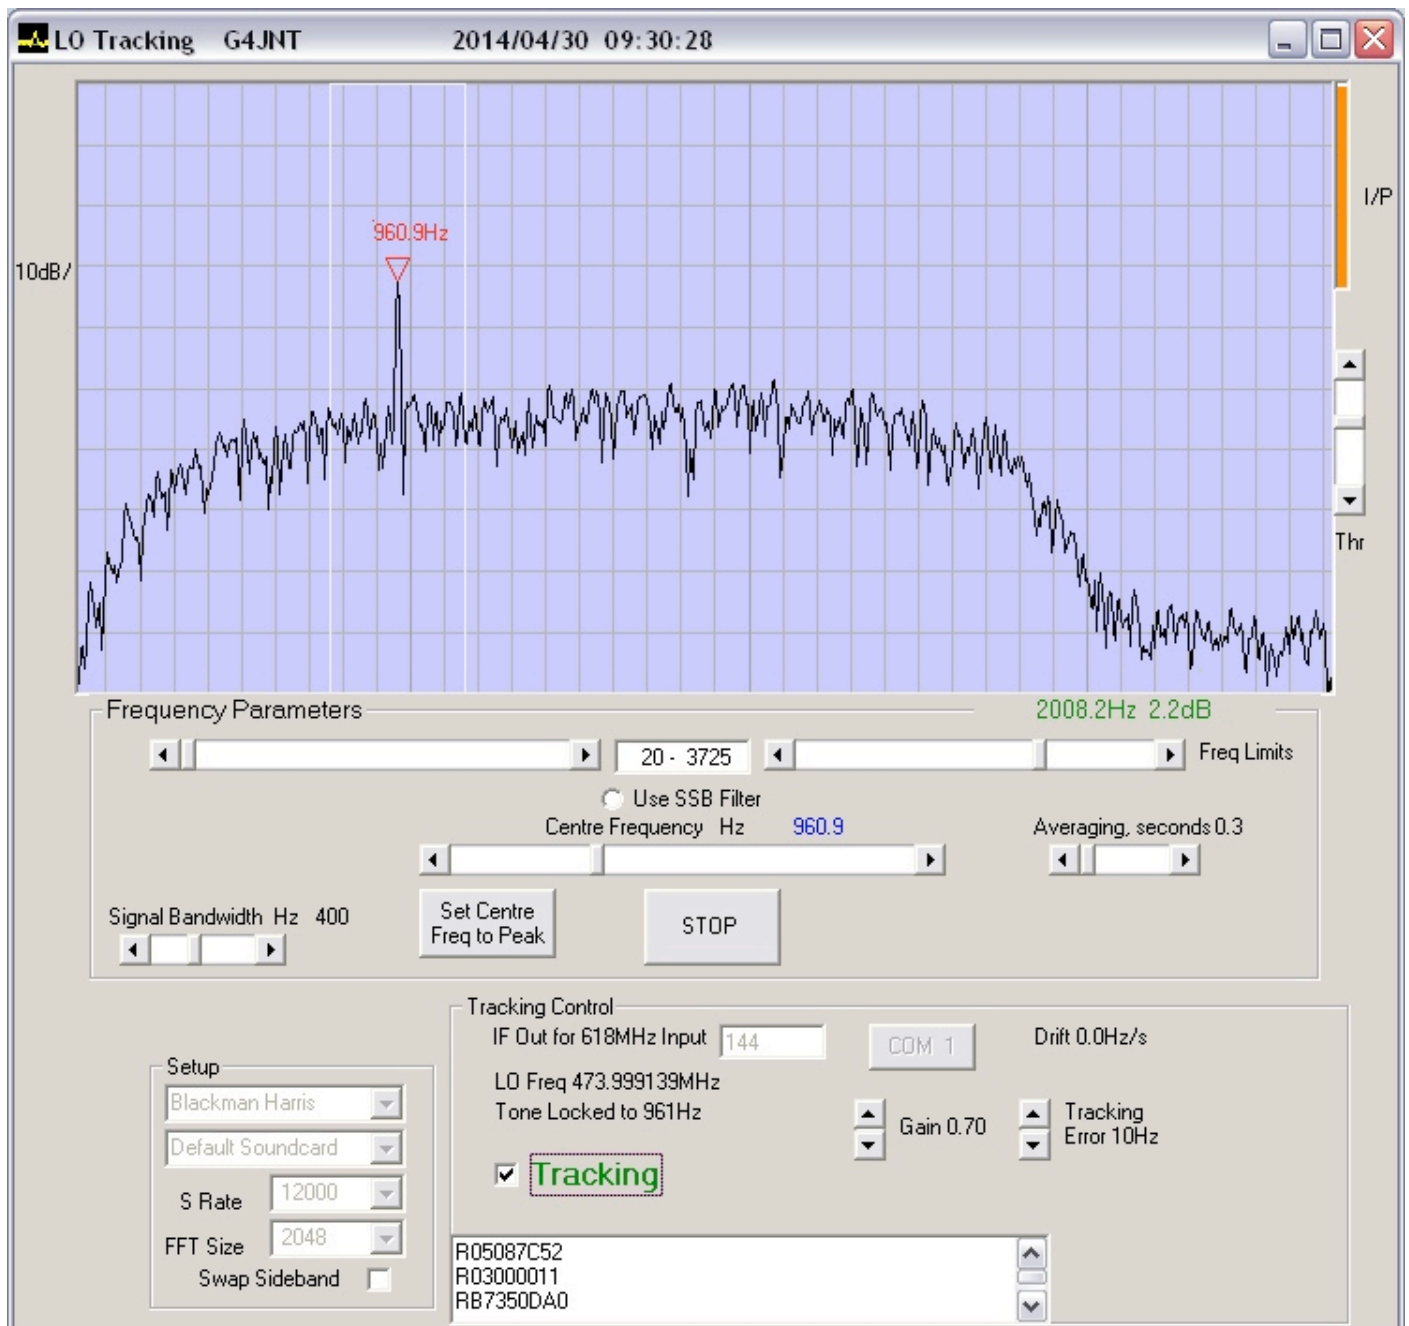 LO Tracking G4JNT 2014/04/30 09:30:28
I/P
960.9Hz
10dB/
Thr
Frequency Parameters 2008.2Hz 2.2dB
20 - 3725 Freq Limits
Use SSB Filter
Centre Frequency Hz 960.9 Averaging, seconds 0.3
Signal Bandwidth Hz 400
Set Centre
Freq to Peak
STOP
Tracking Control
IF Out for 618MHz Input 144 COM 1 Drift 0.0Hz/s
LO Freq 473.999139MHz
Tone Locked to 961Hz
Gain 0.70
Tracking
Error 10Hz
Tracking
Setup
Blackman Harris
Default Soundcard
S Rate 12000
FFT Size 2048
Swap Sideband
R05087C52
R03000011
RB7350DA0